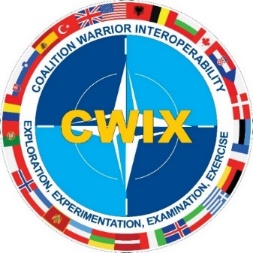 COALITION WARRIOR INTEROPERABILITY
CWIX
EXPLORATION, EXPERIMENTATION, EXAMINATION, EXERCISE